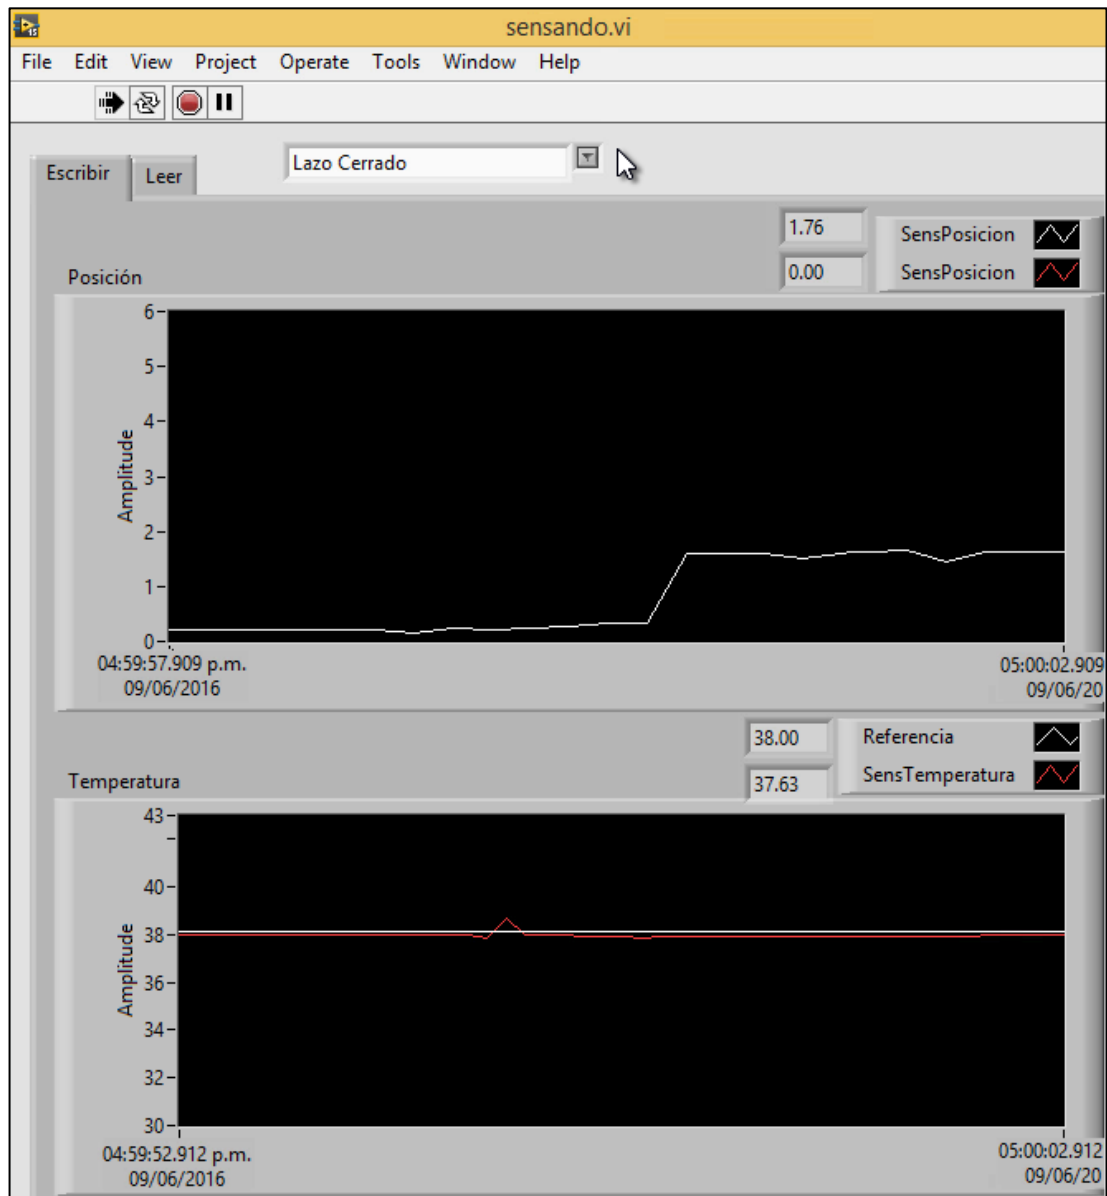 sensando.vi
File Edit View Project Operate Tools Window Help
Escribir Leer Lazo Cerrado
1.76 SensPosicion
0.00 SensPosicion
Posición
6
5
4
3
2
1
0
Amplitude
04:59:57.909 p.m. 05:00:02.909
09/06/2016 09/06/20
38.00 Referencia
37.63 SensTemperatura
Temperatura
43
40
38
36
34
32
30
Amplitude
04:59:52.912 p.m. 05:00:02.912
09/06/2016 09/06/20